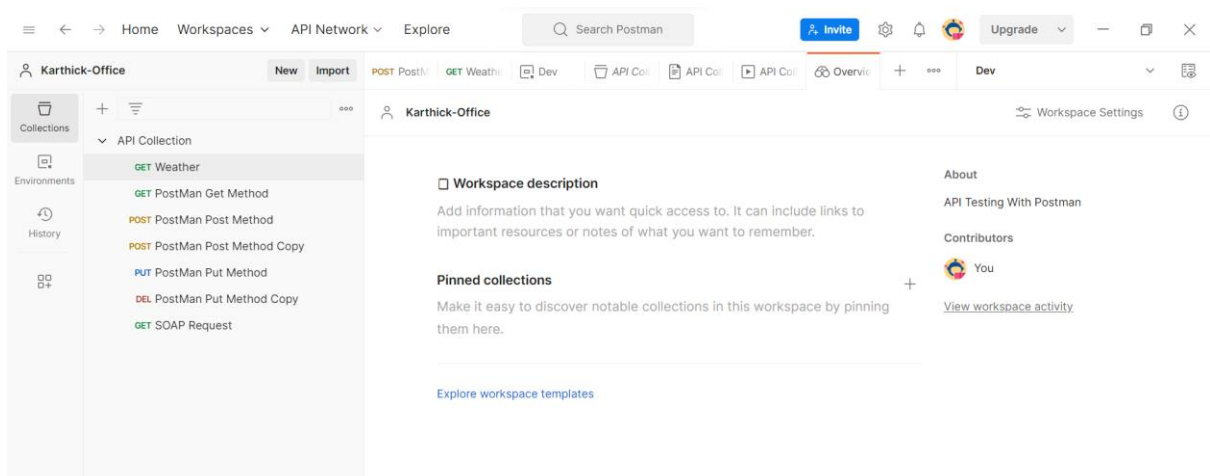 Home Workspaces API Network Explore Search Postman Invite Upgrade
Karthick-Office New Import POST PostM GET Weathe Dev API Coll API Coll API Coll Overvie Dev
Collections
Environments
History
API Collection
GET Weather
GET PostMan Get Method
POST PostMan Post Method
POST PostMan Post Method Copy
PUT PostMan Put Method
DEL PostMan Put Method Copy
GET SOAP Request
Karthick-Office Workspace Settings
Workspace description
Add information that you want quick access to. It can include links to
important resources or notes of what you want to remember.
Pinned collections
Make it easy to discover notable collections in this workspace by pinning
them here.
Explore workspace templates
About
API Testing With Postman
Contributors
You
View workspace activity